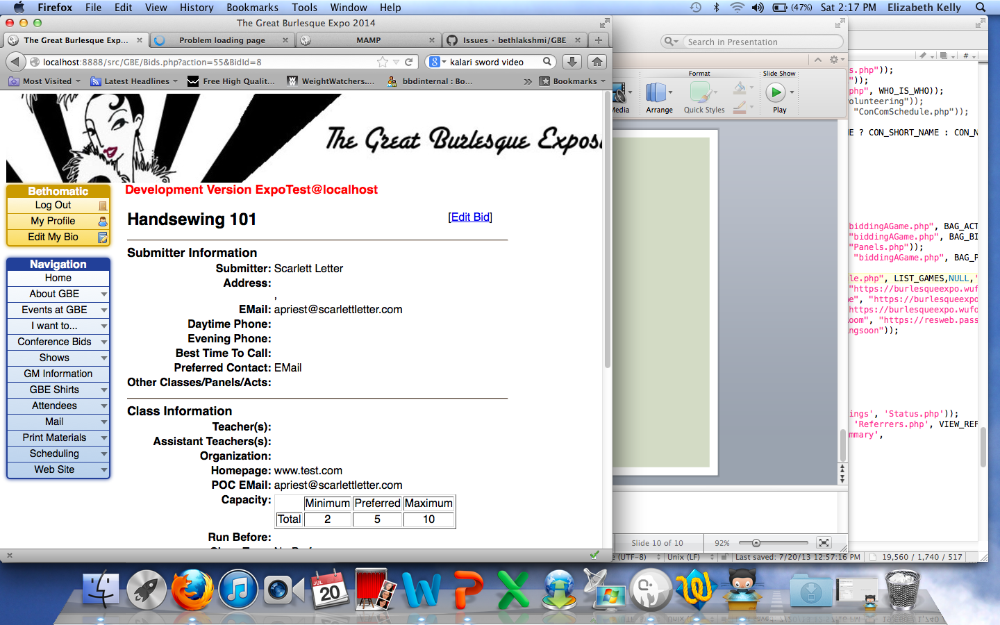 Firefox File Edit View History Bookmarks Tools Window Help (47%) Sat 2:17 PM Elizabeth Kelly
The Great Burlesque Expo 2014
The Great Burlesque Exp... Problem loading page MAMP Issues · bethlakshmi/GBE
localhost:8888/src/GBE/Bids.php?action=55&BidId=8 kalari sword video
Most Visited Latest Headlines Free High Qualit... WeightWatchers.... bbdinternal : Bo... » Bookmarks
The Great Burlesque Expos
Bethomatic
Log Out
My Profile
Edit My Bio
Navigation
Home
About GBE
Events at GBE
I want to...
Conference Bids
Shows
GM Information
GBE Shirts
Attendees
Mail
Print Materials
Scheduling
Web Site
Development Version ExpoTest@localhost
Handsewing 101 [Edit Bid]
Submitter Information
Submitter: Scarlett Letter
Address:
,
EMail: apriest@scarlettletter.com
Daytime Phone:
Evening Phone:
Best Time To Call:
Preferred Contact: EMail
Other Classes/Panels/Acts:
Class Information
Teacher(s):
Assistant Teachers(s):
Organization:
Homepage: www.test.com
POC EMail: apriest@scarlettletter.com
Capacity: Minimum Preferred Maximum
Total 2 5 10
Run Before:
Search in Presentation
Format Slide Show
Media Arrange Quick Styles Play
Slide 10 of 10 92%
#
s.php"));
"));
php", WHO_IS_WHO));
olunteering"));
"ConComSchedule.php"));
ME ? CON_SHORT_NAME : CON_N
biddingAGame.php", BAG_ACT
"biddingAGame.php", BAG_BI
"Panels.php"));
"biddingAGame.php", BAG_P
le.php", LIST_GAMES,NULL,"
"https://burlesqueexpo.wuf
e", "https://burlesqueexpo
https://burlesqueexpo.wufo
oom", "https://resweb.pass
ngsoon"));
ings', 'Status.php'));
'Referrers.php', VIEW_REF
mmary',
(UTF-8) Unix (LF) Last saved: 7/20/13 12:57:16 PM 19,560 / 1,740 / 517
JUL
20